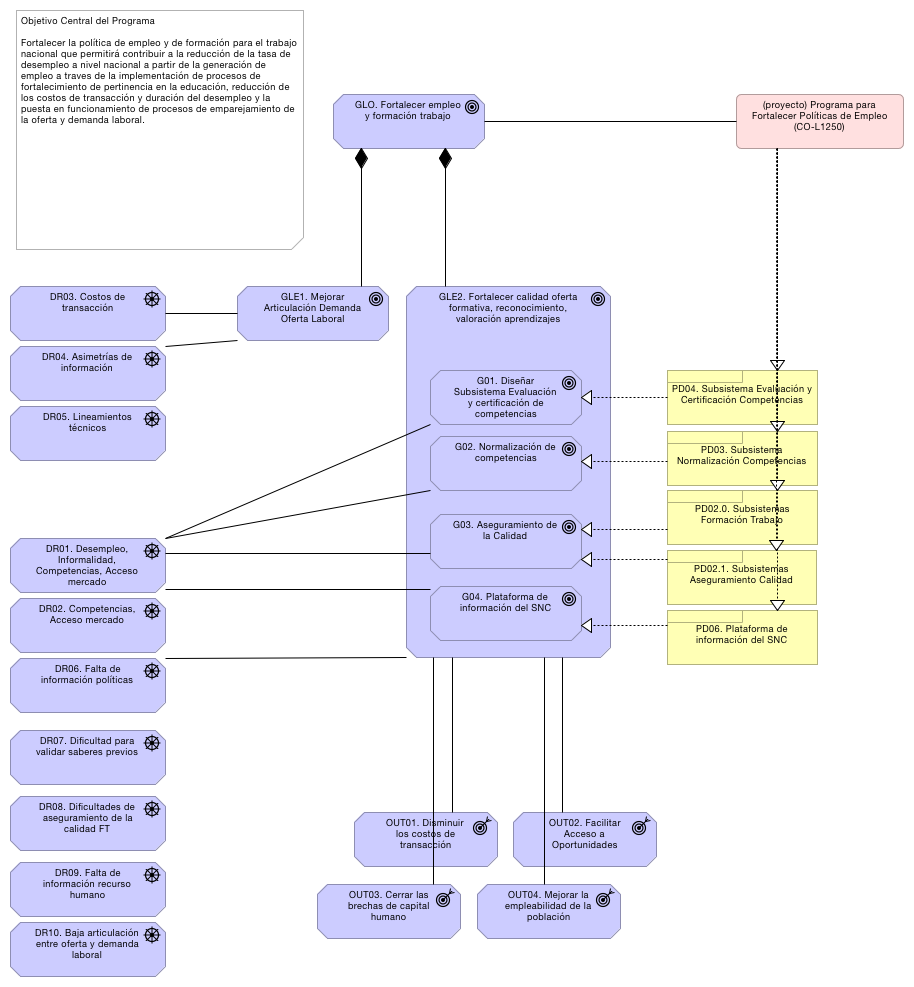 Objetivo Central del Programa
Fortalecer la política de empleo y de formación para el trabajo
nacional que permitirá contribuir a la reducción de la tasa de
desempleo a nivel nacional a partir de la generación de
empleo a traves de la implementación de procesos de
fortalecimiento de pertinencia en la educación, reducción de
los costos de transacción y duración del desempleo y la
puesta en funcionamiento de procesos de emparejamiento de
la oferta y demanda laboral.
GLO. Fortalecer empleo
y formación trabajo
(proyecto) Programa para
Fortalecer Políticas de Empleo
(CO-L1250)
DR03. Costos de
transacción
GLE1. Mejorar
Articulación Demanda
Oferta Laboral
GLE2. Fortalecer calidad oferta
formativa, reconocimiento,
valoración aprendizajes
DR04. Asimetrías de
información
DR05. Lineamientos
técnicos
G01. Diseñar
Subsistema Evaluación
y certificación de
competencias
PD04. Subsistema Evaluación y
Certificación Competencias
G02. Normalización de
competencias
PD03. Subsistema
Normalización Competencias
G03. Aseguramiento de
la Calidad
PD02.0. Subsistemas
Formación Trabajo
DR01. Desempleo,
Informalidad,
Competencias, Acceso
mercado
PD02.1. Subsistemas
Aseguramiento Calidad
G04. Plataforma de
información del SNC
DR02. Competencias,
Acceso mercado
PD06. Plataforma de
información del SNC
DR06. Falta de
información políticas
DR07. Dificultad para
validar saberes previos
DR08. Dificultades de
aseguramiento de la
calidad FT
OUT01. Disminuir
los costos de
transacción
OUT02. Facilitar
Acceso a
Oportunidades
DR09. Falta de
información recurso
humano
OUT03. Cerrar las
brechas de capital
humano
OUT04. Mejorar la
empleabilidad de la
población
DR10. Baja articulación
entre oferta y demanda
laboral